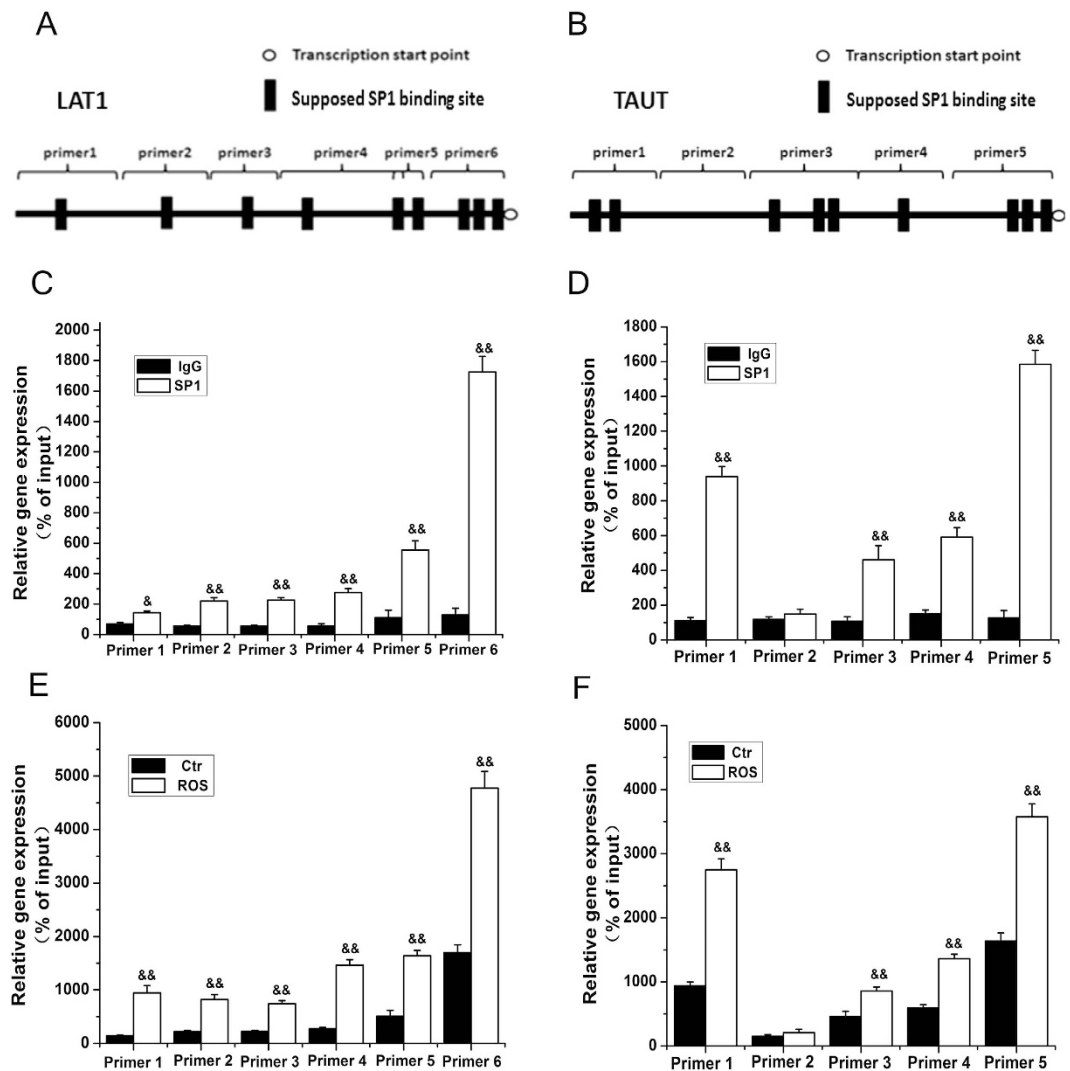 A
Transcription start point
LAT1
Supposed SP1 binding site
primer1 primer2 primer3 primer4 primer5 primer6
B
Transcription start point
TAUT
Supposed SP1 binding site
primer1 primer2 primer3 primer4 primer5
C
Relative gene expression
(% of input)
2000
1800
1600
1400
1200
1000
800
600
400
200
0
IgG
SP1
&
&&
&&
&&
&&
&&
Primer 1 Primer 2 Primer 3 Primer 4 Primer 5 Primer 6
D
Relative gene expression
(% of input)
1800
1600
1400
1200
1000
800
600
400
200
0
IgG
SP1
&&
&&
&&
&&
Primer 1 Primer 2 Primer 3 Primer 4 Primer 5
E
Relative gene expression
(% of input)
6000
5000
4000
3000
2000
1000
0
Ctr
ROS
&&
&&
&&
&&
&&
&&
Primer 1 Primer 2 Primer 3 Primer 4 Primer 5 Primer 6
F
Relative gene expression
(% of input)
5000
4000
3000
2000
1000
0
Ctr
ROS
&&
&&
&&
&&
Primer 1 Primer 2 Primer 3 Primer 4 Primer 5